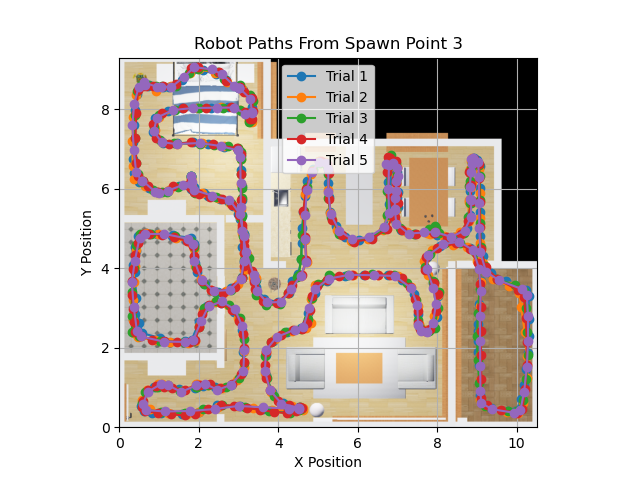 Robot Paths From Spawn Point 3
Trial 1
Trial 2
Trial 3
Trial 4
Trial 5
Y Position
8
6
4
2
0
0 2 4 6 8 10
X Position